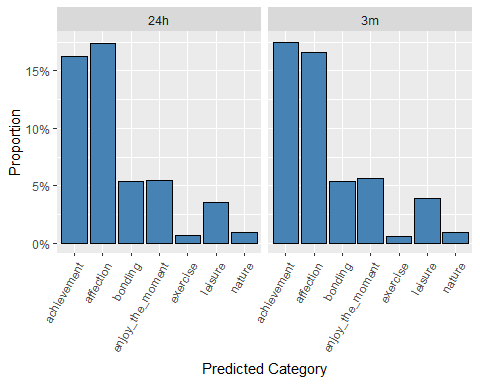 24h 3m
Proportion
15%
10%
5%
0%
achievement affection bonding enjoy_the_moment exercise leisure nature achievement affection bonding enjoy_the_moment exercise leisure nature
Predicted Category